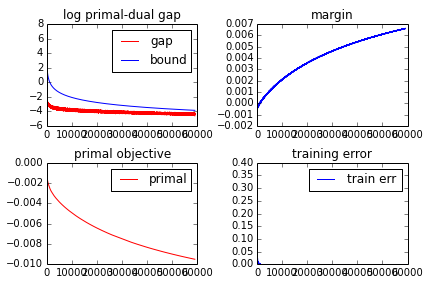 log primal-dual gap
8
6
4
2
0
−2
−4
−6
gap
bound
0 10000 20000 30000 40000 50000 60000
margin
0.007
0.006
0.005
0.004
0.003
0.002
0.001
0.000
−0.001
−0.002
0 10000 20000 30000 40000 50000 60000
primal objective
0.000
−0.002
−0.004
−0.006
−0.008
−0.010
primal
0 10000 20000 30000 40000 50000 60000
training error
0.40
0.35
0.30
0.25
0.20
0.15
0.10
0.05
0.00
train err
0 10000 20000 30000 40000 50000 60000